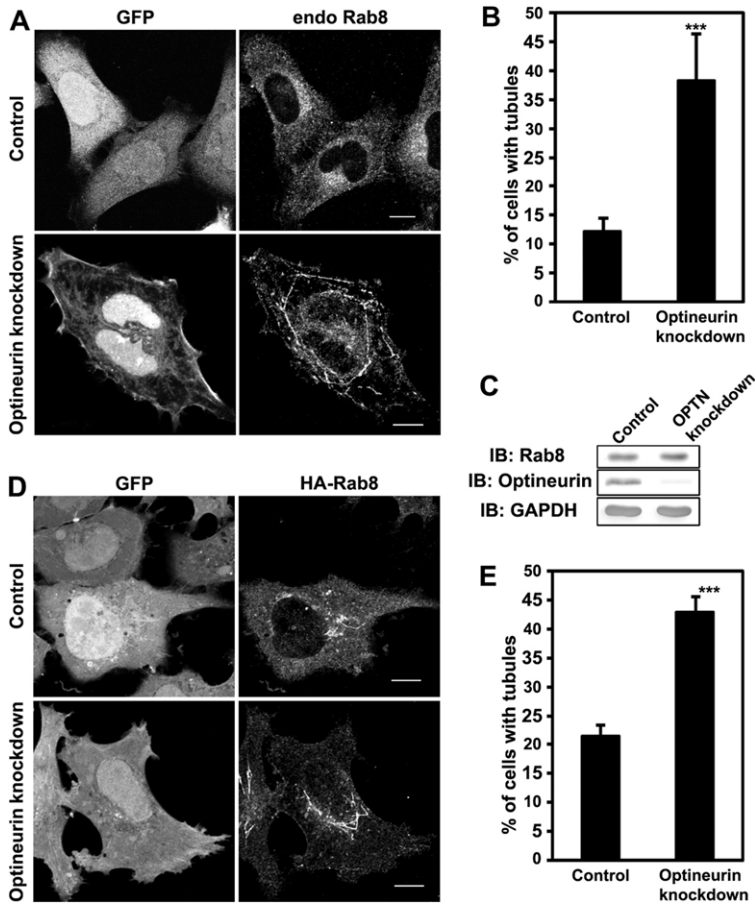 A
GFP
endo Rab8
Control
Optineurin knockdown
B
% of cells with tubules
50
45
40
35
30
25
20
15
10
5
0
***
Control
Optineurin
knockdown
C
Control
OPTN
knockdown
IB: Rab8
IB: Optineurin
IB: GAPDH
D
GFP
HA-Rab8
Control
Optineurin knockdown
E
% of cells with tubules
50
45
40
35
30
25
20
15
10
5
0
***
Control
Optineurin
knockdown